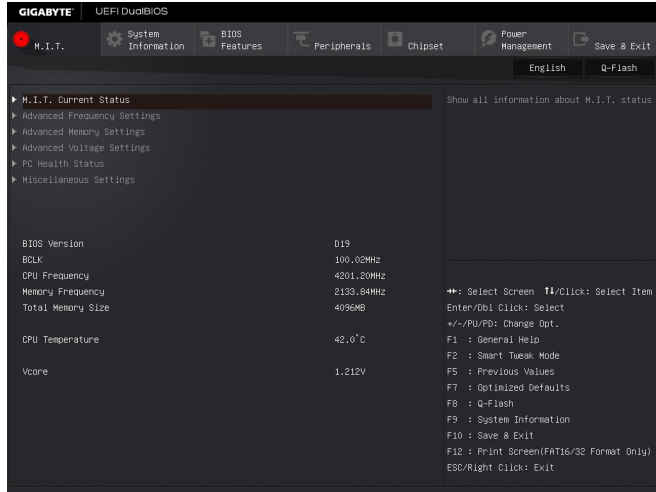 GIGABYTE™ UEFI DualBIOS
M.I.T.
System Information
BIOS Features
Peripherals
Chipset
Power Management
Save & Exit
English
Q-Flash
M.I.T. Current Status
Advanced Frequency Settings
Advanced Memory Settings
Advanced Voltage Settings
PC Health Status
Miscellaneous Settings
Show all information about M.I.T. status
BIOS Version D19
BCLK 100.02MHz
CPU Frequency 4201.20MHz
Memory Frequency 2133.84MHz
Total Memory Size 4096MB
CPU Temperature 42.0°C
Vcore 1.212V
→←: Select Screen ↑↓/Click: Select Item
Enter/Dbl Click: Select
+/-/PU/PD: Change Opt.
F1 : General Help
F2 : Smart Tweak Mode
F5 : Previous Values
F7 : Optimized Defaults
F8 : Q-Flash
F9 : System Information
F10 : Save & Exit
F12 : Print Screen(FAT16/32 Format Only)
ESC/Right Click: Exit